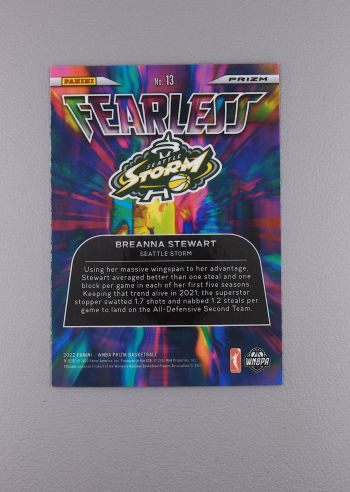 PANINI
No. 13
PRIZM
FEARLESS
SEATTLE
STORM
BREANNA STEWART
SEATTLE STORM
Using her massive wingspan to her advantage,
Stewart averaged better than one steal and one
block per game in each of her first five seasons.
Keeping that trend alive in 2021, the superstar
stopper swatted 1.7 shots and nabbed 1.2 steals per
game to land on the All-Defensive Second Team.
2022 PANINI - WNBA PRIZM BASKETBALL
WNBPA